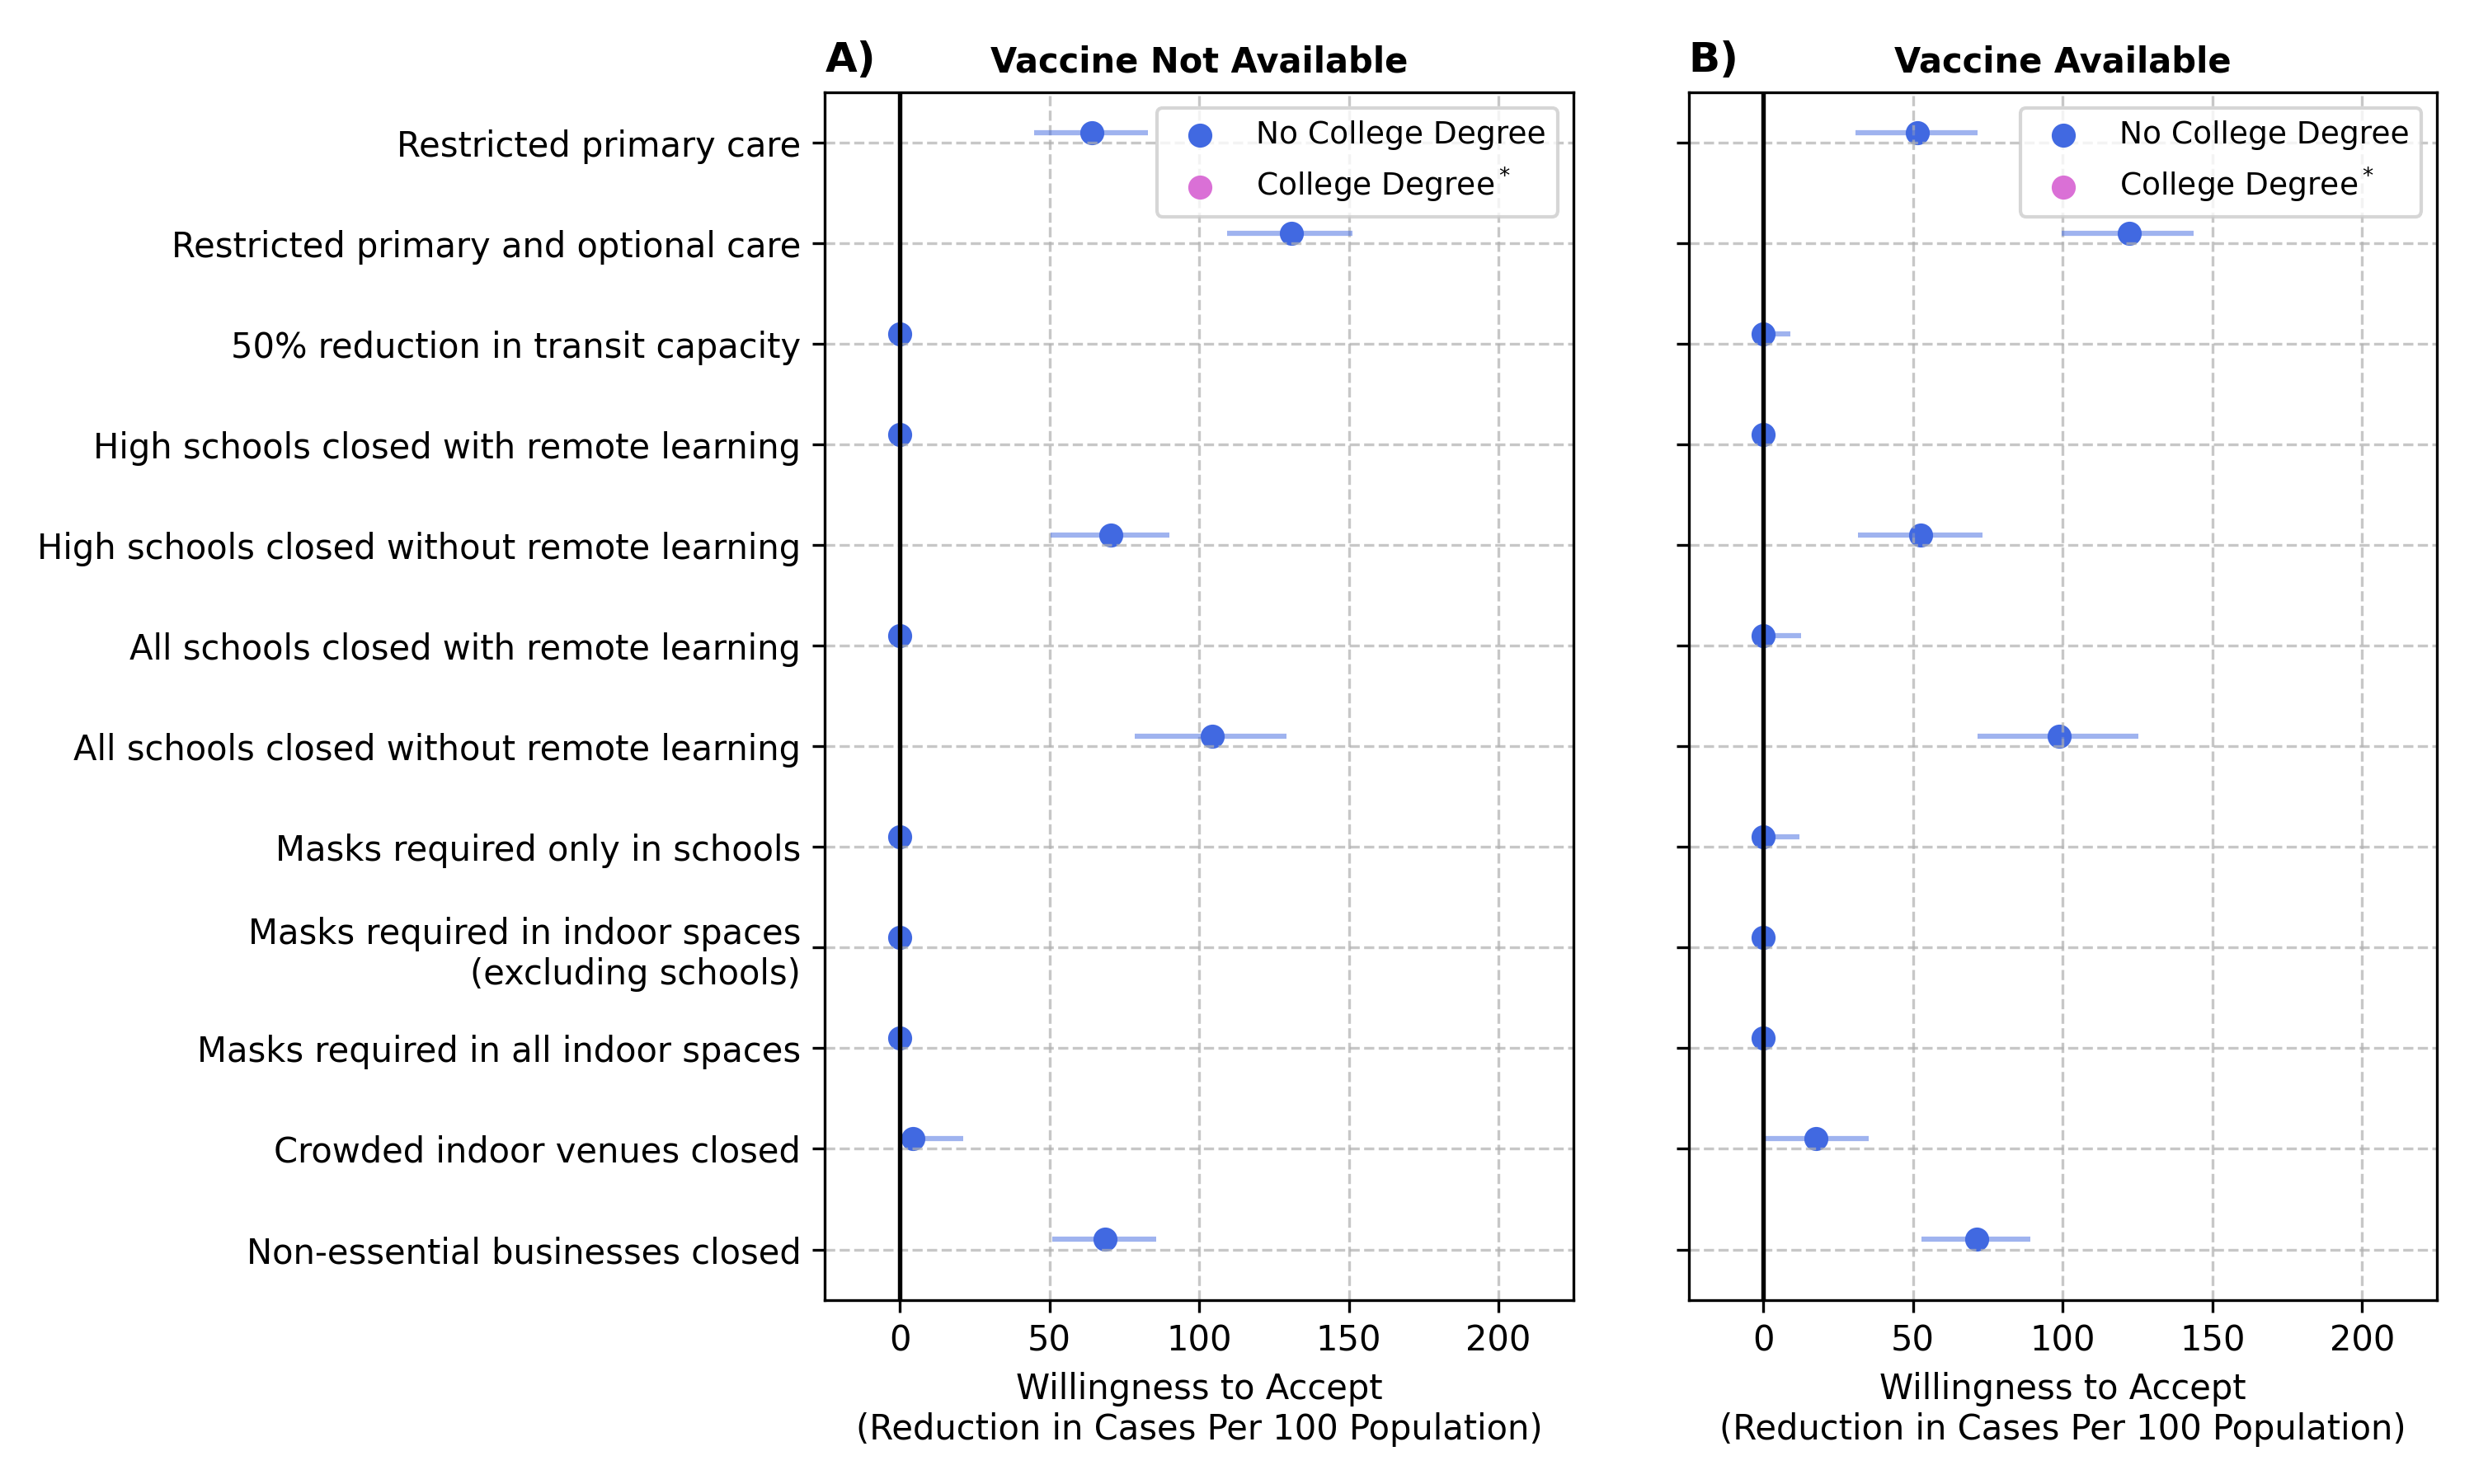 A) Vaccine Not Available
B) Vaccine Available
No College Degree
College Degree*
No College Degree
College Degree*
Restricted primary care
Restricted primary and optional care
50% reduction in transit capacity
High schools closed with remote learning
High schools closed without remote learning
All schools closed with remote learning
All schools closed without remote learning
Masks required only in schools
Masks required in indoor spaces
(excluding schools)
Masks required in all indoor spaces
Crowded indoor venues closed
Non-essential businesses closed
0 50 100 150 200
0 50 100 150 200
Willingness to Accept
(Reduction in Cases Per 100 Population)
Willingness to Accept
(Reduction in Cases Per 100 Population)